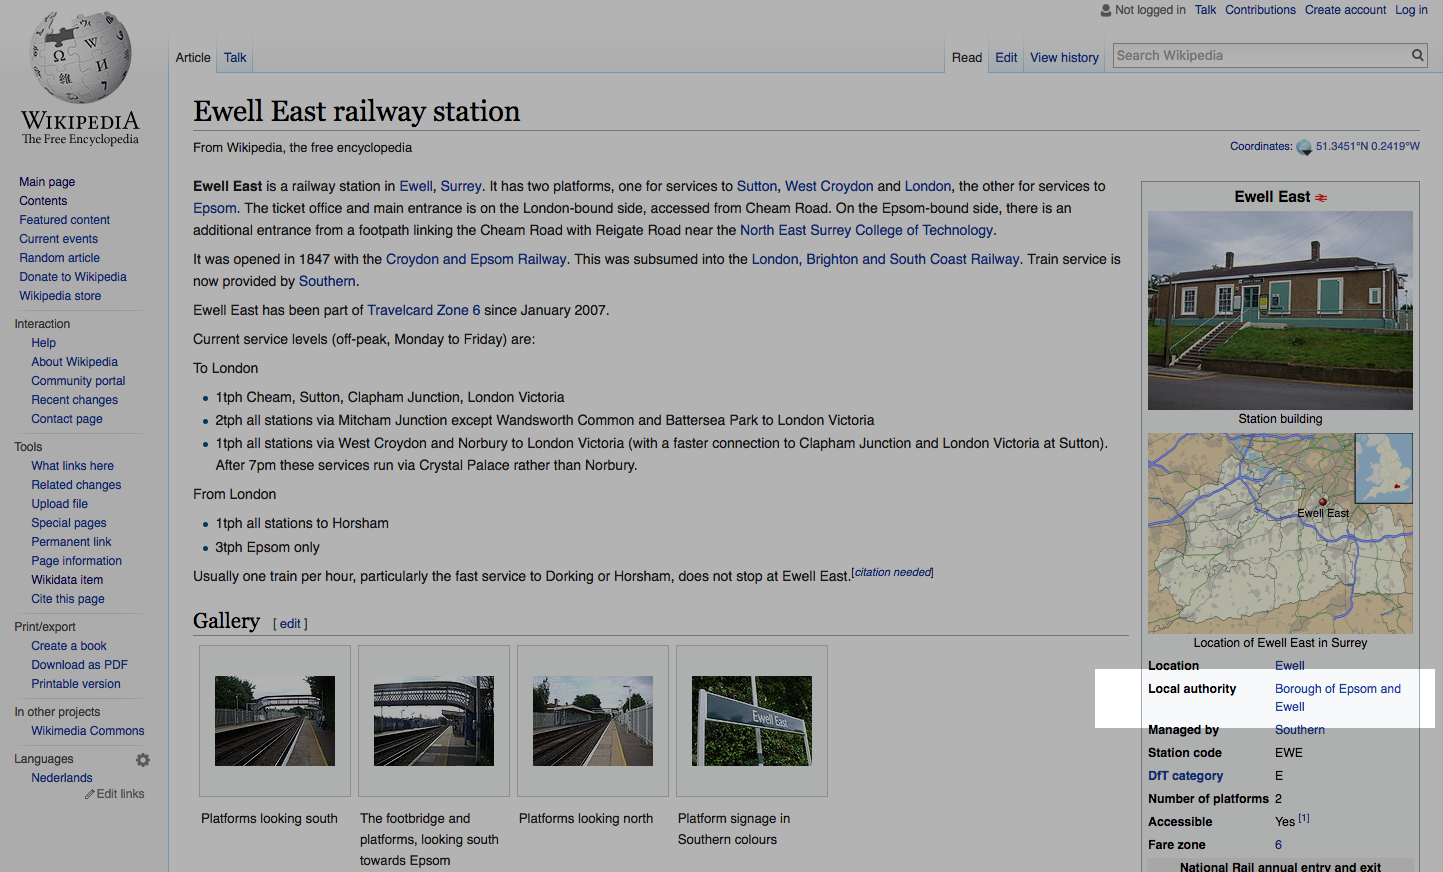 Not logged in Talk Contributions Create account Log in
Article Talk Read Edit View history Search Wikipedia
WIKIPEDIA
The Free Encyclopedia
Main page
Contents
Featured content
Current events
Random article
Donate to Wikipedia
Wikipedia store
Interaction
Help
About Wikipedia
Community portal
Recent changes
Contact page
Tools
What links here
Related changes
Upload file
Special pages
Permanent link
Page information
Wikidata item
Cite this page
Print/export
Create a book
Download as PDF
Printable version
In other projects
Wikimedia Commons
Languages
Nederlands
Edit links
Ewell East railway station
From Wikipedia, the free encyclopedia
Coordinates: 51.3451°N 0.2419°W
Ewell East is a railway station in Ewell, Surrey. It has two platforms, one for services to Sutton, West Croydon and London, the other for services to
Epsom. The ticket office and main entrance is on the London-bound side, accessed from Cheam Road. On the Epsom-bound side, there is an
additional entrance from a footpath linking the Cheam Road with Reigate Road near the North East Surrey College of Technology.
It was opened in 1847 with the Croydon and Epsom Railway. This was subsumed into the London, Brighton and South Coast Railway. Train service is
now provided by Southern.
Ewell East has been part of Travelcard Zone 6 since January 2007.
Current service levels (off-peak, Monday to Friday) are:
To London
• 1tph Cheam, Sutton, Clapham Junction, London Victoria
• 2tph all stations via Mitcham Junction except Wandsworth Common and Battersea Park to London Victoria
• 1tph all stations via West Croydon and Norbury to London Victoria (with a faster connection to Clapham Junction and London Victoria at Sutton).
After 7pm these services run via Crystal Palace rather than Norbury.
From London
• 1tph all stations to Horsham
• 3tph Epsom only
Usually one train per hour, particularly the fast service to Dorking or Horsham, does not stop at Ewell East.[citation needed]
Gallery [ edit ]
Ewell East
Platforms looking south
The footbridge and
platforms, looking south
towards Epsom
Platforms looking north
Platform signage in
Southern colours
Ewell East
Station building
Ewell East
Location of Ewell East in Surrey
Location Ewell
Local authority Borough of Epsom and
Ewell
Managed by Southern
Station code EWE
DfT category E
Number of platforms 2
Accessible Yes [1]
Fare zone 6
National Rail annual entry and exit